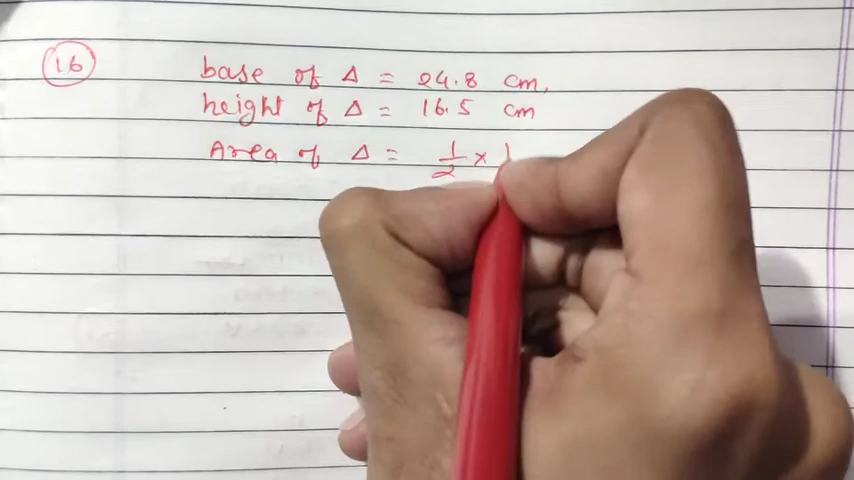 16
base of Δ = 24.8 cm,
height of Δ = 16.5 cm
Area of Δ = 1/2 ×